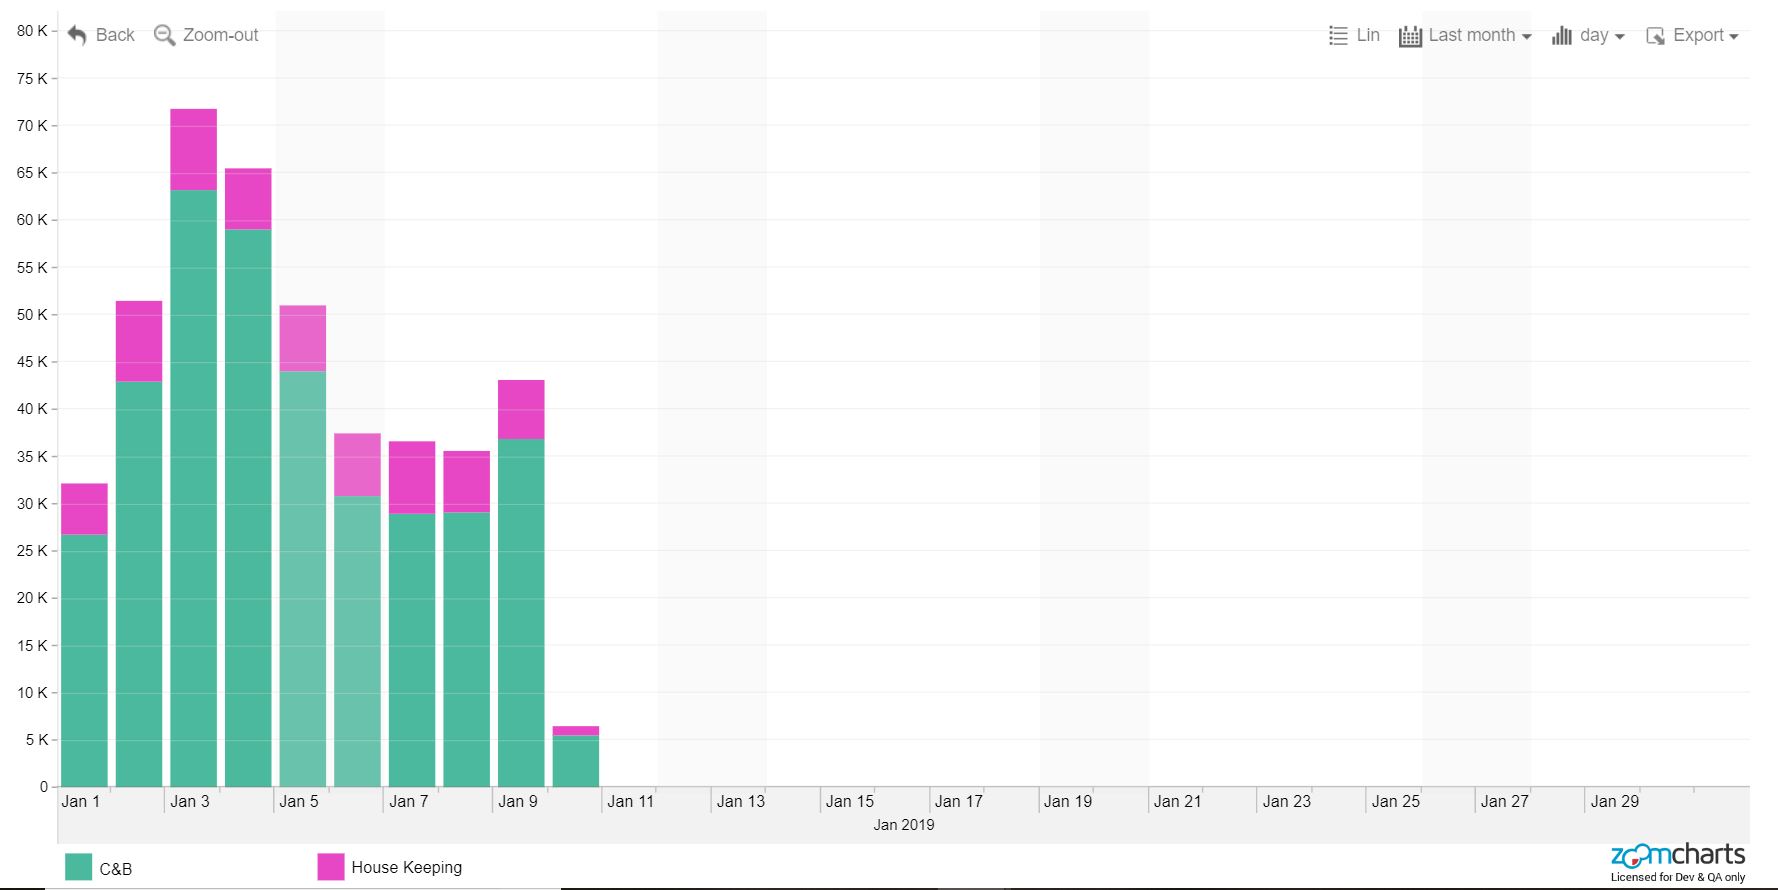 80 K
Back Zoom-out Lin Last month day Export
75 K
70 K
65 K
60 K
55 K
50 K
45 K
40 K
35 K
30 K
25 K
20 K
15 K
10 K
5 K
0
Jan 1 Jan 3 Jan 5 Jan 7 Jan 9 Jan 11 Jan 13 Jan 15 Jan 17 Jan 19 Jan 21 Jan 23 Jan 25 Jan 27 Jan 29
Jan 2019
C&B House Keeping
zoomcharts
Licensed for Dev & QA only